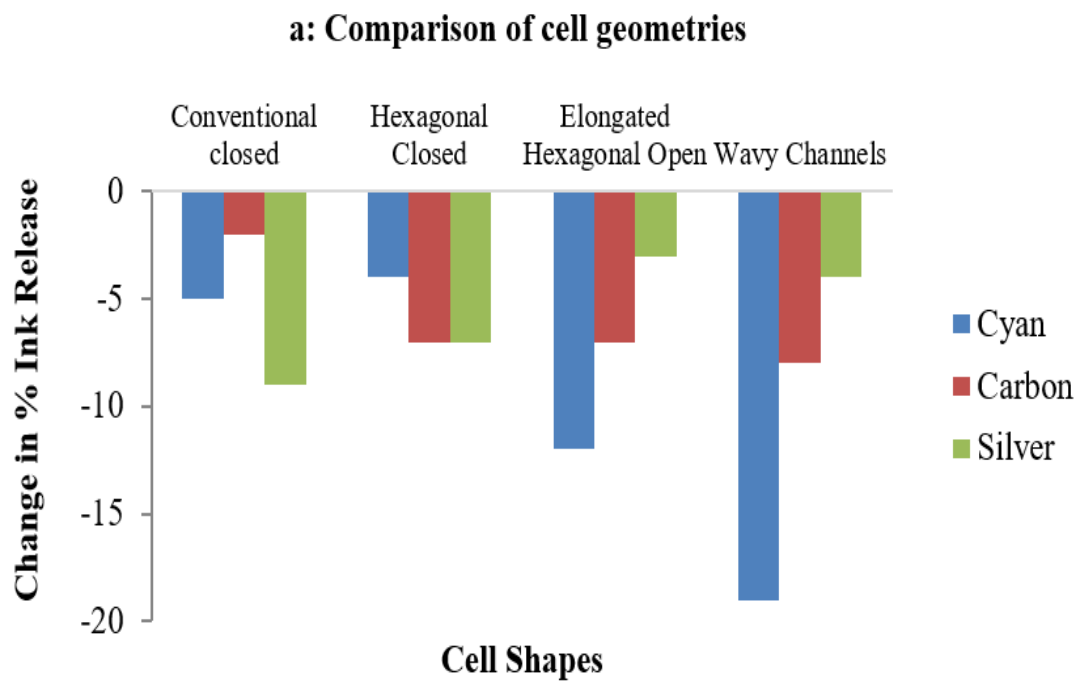 a: Comparison of cell geometries
Conventional
closed
Hexagonal
Closed
Elongated
Hexagonal Open
Wavy Channels
0
-5
-10
-15
-20
Change in % Ink Release
Cyan
Carbon
Silver
Cell Shapes